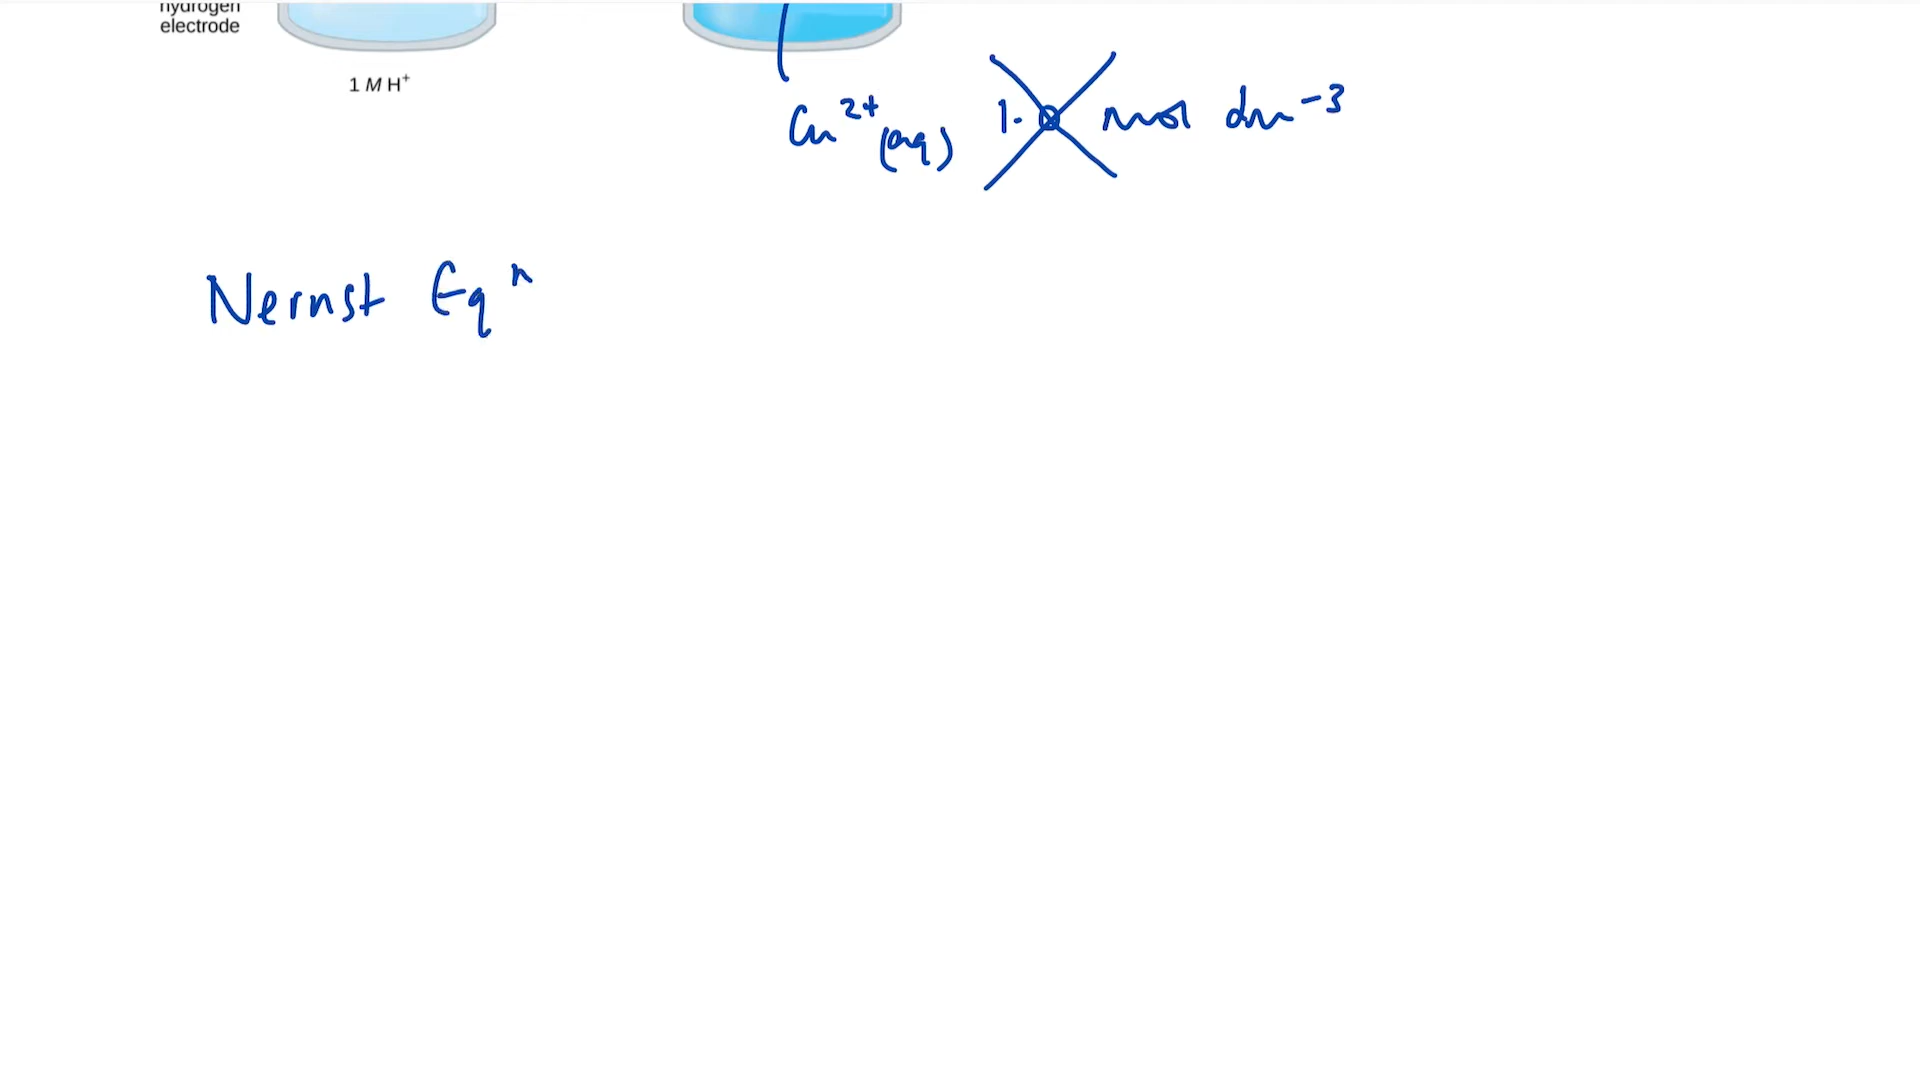 hydrogen
electrode
1 M H⁺
Cu²⁺(aq) 1.0 mol dm⁻³
Nernst Eqⁿ